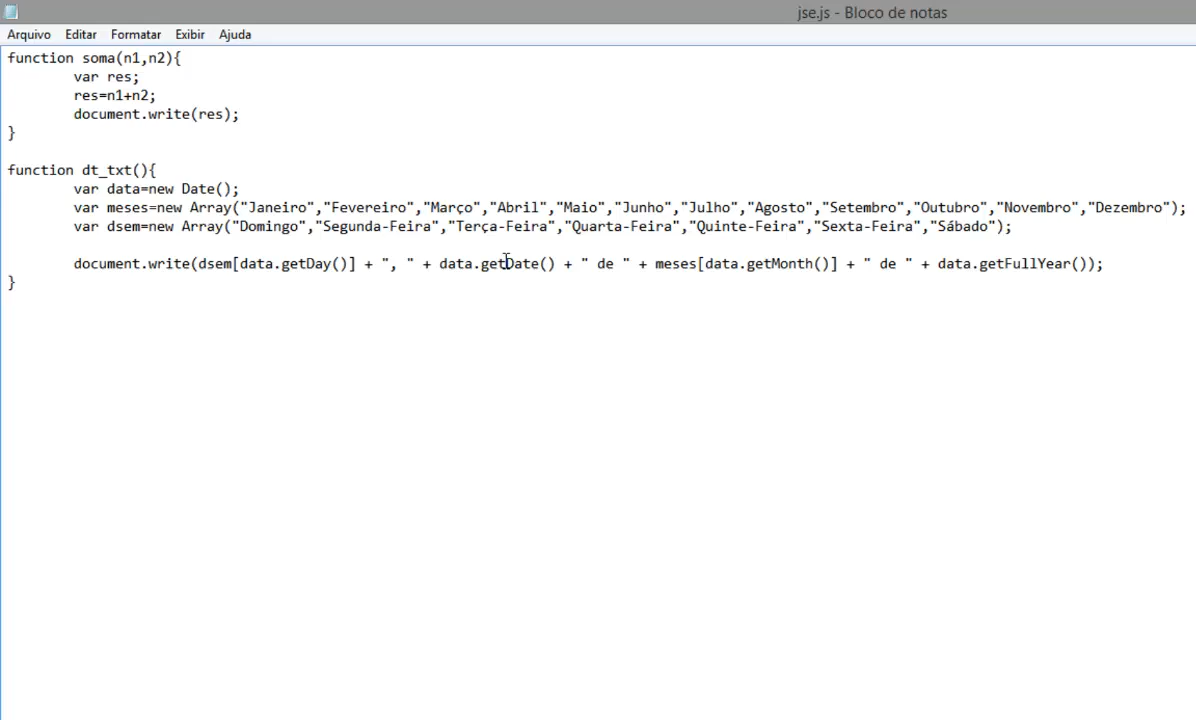 jse.js - Bloco de notas
Arquivo Editar Formatar Exibir Ajuda
function soma(n1,n2){
var res;
res=n1+n2;
document.write(res);
}
function dt_txt(){
var data=new Date();
var meses=new Array("Janeiro","Fevereiro","Março","Abril","Maio","Junho","Julho","Agosto","Setembro","Outubro","Novembro","Dezembro");
var dsem=new Array("Domingo","Segunda-Feira","Terça-Feira","Quarta-Feira","Quinte-Feira","Sexta-Feira","Sábado");
document.write(dsem[data.getDay()] + ", " + data.getDate() + " de " + meses[data.getMonth()] + " de " + data.getFullYear());
}